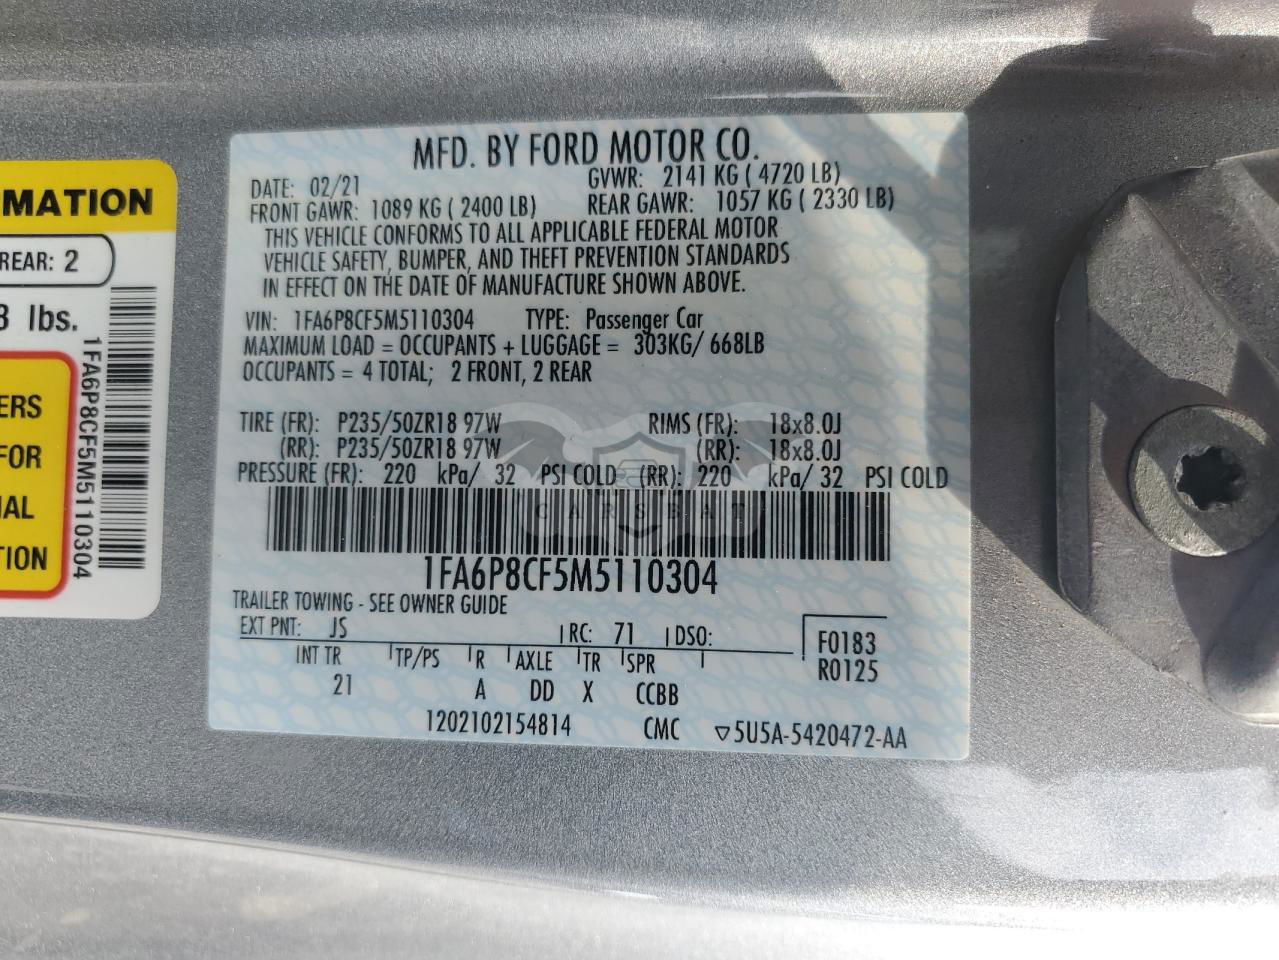 MATION
REAR: 2
8 lbs.
1FA6P8CF5M5110304
ERS
FOR
IAL
TION
MFD. BY FORD MOTOR CO.
DATE: 02/21 GVWR: 2141 KG ( 4720 LB)
FRONT GAWR: 1089 KG ( 2400 LB) REAR GAWR: 1057 KG ( 2330 LB)
THIS VEHICLE CONFORMS TO ALL APPLICABLE FEDERAL MOTOR
VEHICLE SAFETY, BUMPER, AND THEFT PREVENTION STANDARDS
IN EFFECT ON THE DATE OF MANUFACTURE SHOWN ABOVE.
VIN: 1FA6P8CF5M5110304 TYPE: Passenger Car
MAXIMUM LOAD = OCCUPANTS + LUGGAGE = 303KG/ 668LB
OCCUPANTS = 4 TOTAL; 2 FRONT, 2 REAR
TIRE (FR): P235/50ZR18 97W RIMS (FR): 18x8.0J
(RR): P235/50ZR18 97W (RR): 18x8.0J
PRESSURE (FR): 220 kPa/ 32 PSI COLD (RR): 220 kPa/ 32 PSI COLD
CARSBAT
1FA6P8CF5M5110304
TRAILER TOWING - SEE OWNER GUIDE
EXT PNT: JS RC: 71 DSO: F0183
INT TR TP/PS R AXLE TR SPR R0125
21 A DD X CCBB
1202102154814 CMC ▽5U5A-5420472-AA